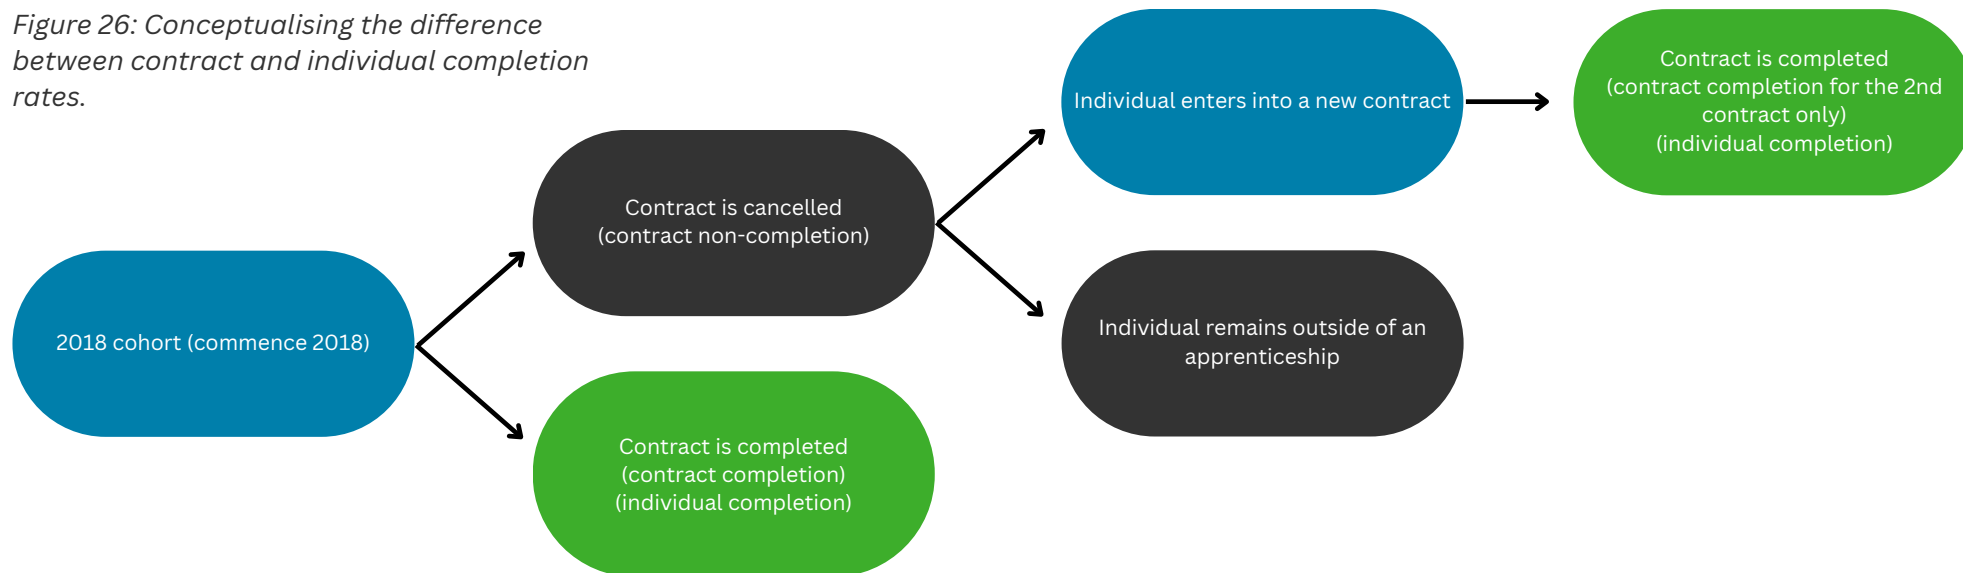 Figure 26: Conceptualising the difference
between contract and individual completion
rates.
2018 cohort (commence 2018)
Contract is cancelled
(contract non-completion)
Contract is completed
(contract completion)
(individual completion)
Individual enters into a new contract
Individual remains outside of an
apprenticeship
Contract is completed
(contract completion for the 2nd
contract only)
(individual completion)